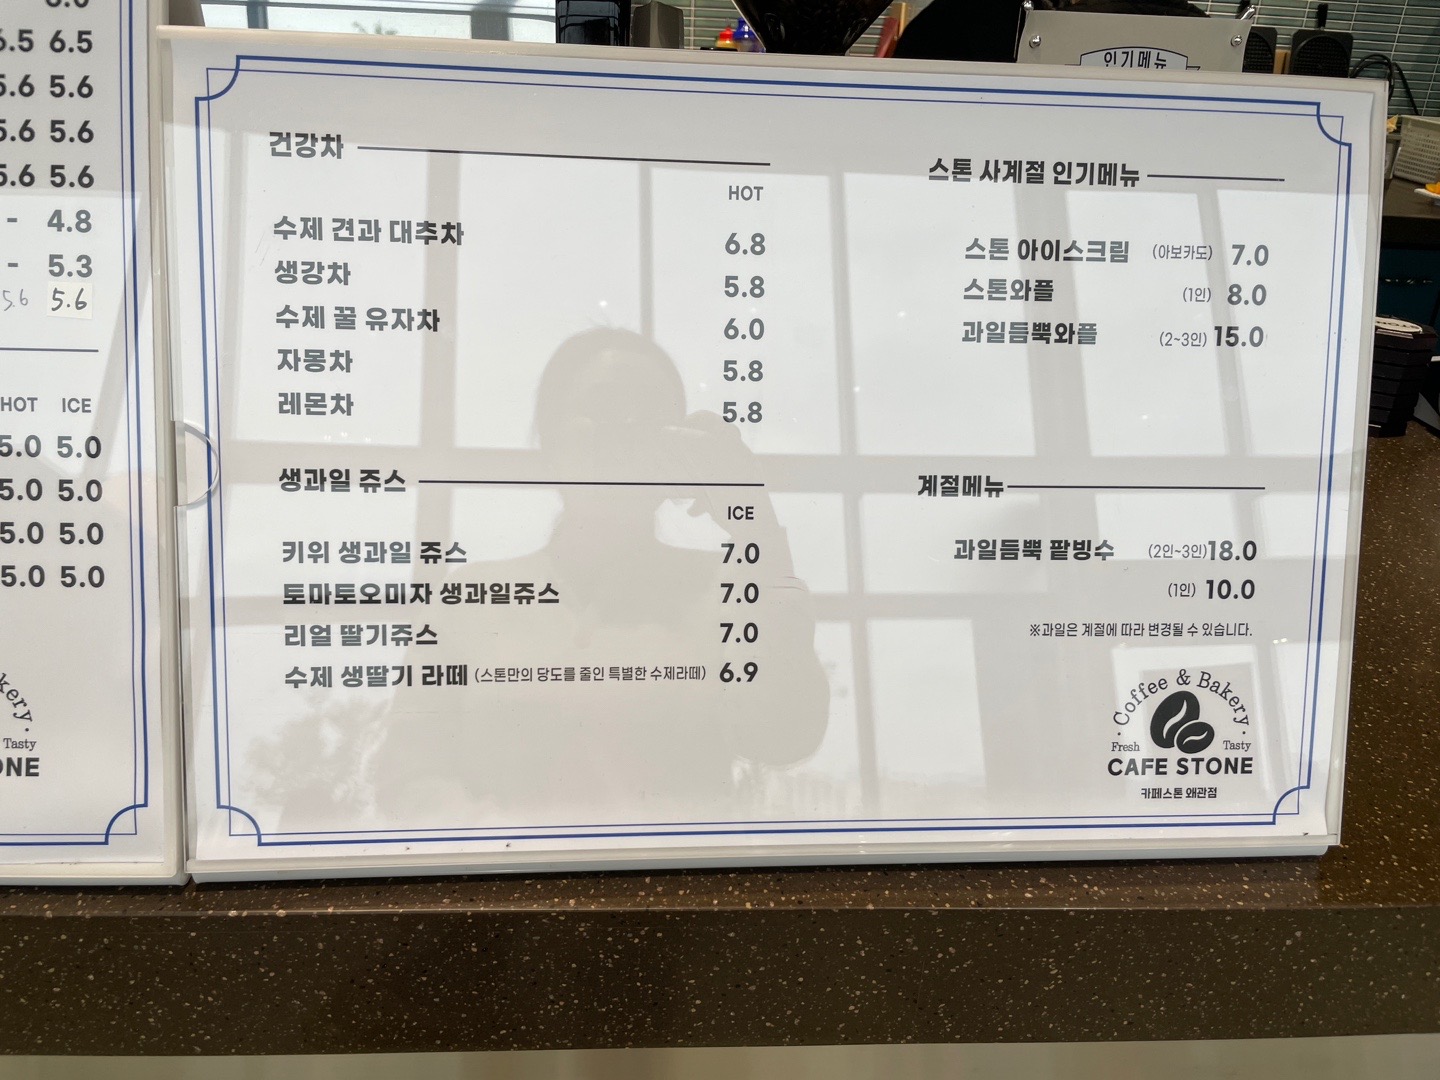 6.5 6.5
5.6 5.6
5.6 5.6
5.6 5.6
- 4.8
- 5.3
5.6 5.6
HOT ICE
5.0 5.0
5.0 5.0
5.0 5.0
5.0 5.0
Tasty
인기메뉴
건강차
HOT
수제 견과 대추차 6.8
생강차 5.8
수제 꿀 유자차 6.0
자몽차 5.8
레몬차 5.8
생과일 쥬스
ICE
키위 생과일 쥬스 7.0
토마토오미자 생과일쥬스 7.0
리얼 딸기쥬스 7.0
수제 생딸기 라떼 (스톤만의 당도를 줄인 특별한 수제라떼) 6.9
스톤 사계절 인기메뉴
스톤 아이스크림 (아보카도) 7.0
스톤와플 (1인) 8.0
과일듬뿍와플 (2~3인) 15.0
계절메뉴
과일듬뿍 팥빙수 (2인~3인) 18.0
(1인) 10.0
※과일은 계절에 따라 변경될 수 있습니다.
· Coffee & Bakery ·
Fresh Tasty
CAFE STONE
카페스톤 왜관점